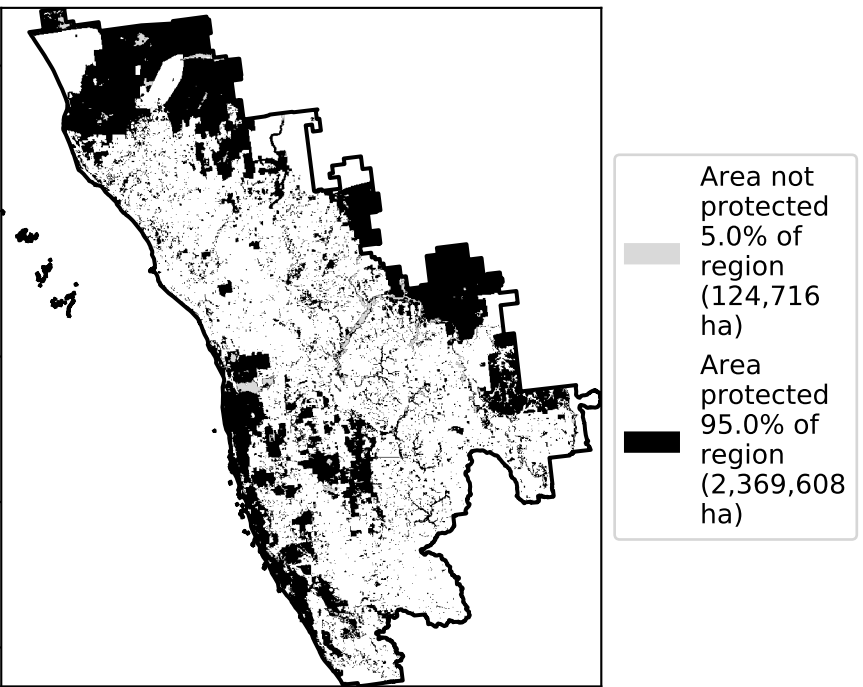 Area not
protected
5.0% of
region
(124,716
ha)
Area
protected
95.0% of
region
(2,369,608
ha)